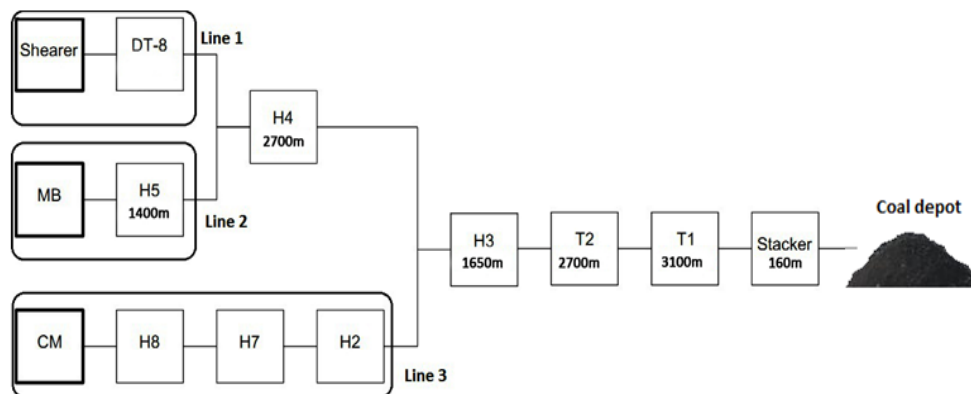 Shearer
DT-8
Line 1
H4
2700m
MB
H5
1400m
Line 2
H3
1650m
T2
2700m
T1
3100m
Stacker
160m
Coal depot
CM
H8
H7
H2
Line 3